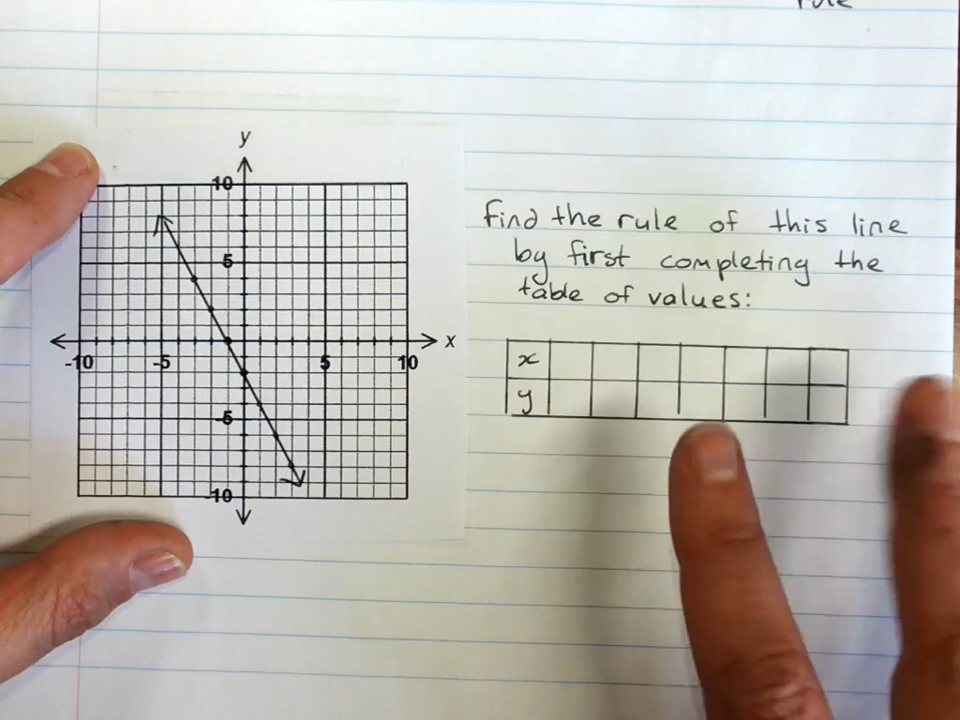 rule
y
10
5
x
-10
-5
5
10
-5
-10
find the rule of this line
by first completing the
table of values:
x
y